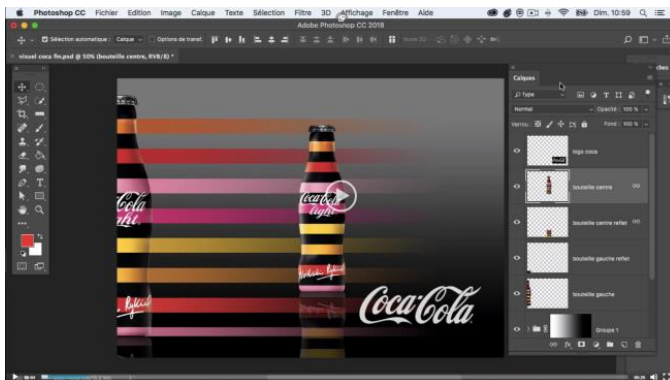 Photoshop CC Fichier Edition Image Calque Texte Sélection Filtre 3D Affichage Fenêtre Aide Dim. 10:59
Adobe Photoshop CC 2018
Sélection automatique : Calque Options de transf.
visuel coca fin.psd @ 50% (bouteille centre, RVB/8) *
Calques
Type
Normal Opacité : 100 %
Verrou : Fond : 100 %
logo coca
bouteille centre
bouteille centre reflet
bouteille gauche reflet
bouteille gauche
Groupe 1
Coca-Cola
light
Coca-Cola